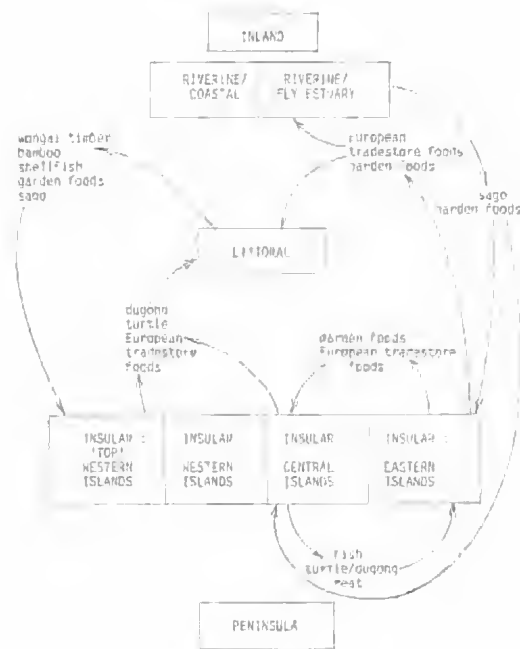 INLAND
RIVERINE/ RIVERINE/
COASTAL FLY ESTUARY
wongai timber
bamboo
shellfish
garden foods
sago
European
tradestore foods
garden foods
sago
garden foods
LITTORAL
dugong
turtle
European
tradestore
foods
garden foods
European tradestore
foods
INSULAR :
'TOP'
WESTERN
ISLANDS
INSULAR
WESTERN
ISLANDS
INSULAR
CENTRAL
ISLANDS
INSULAR :
EASTERN
ISLANDS
fish
turtle/dugong
meat
PENINSULA